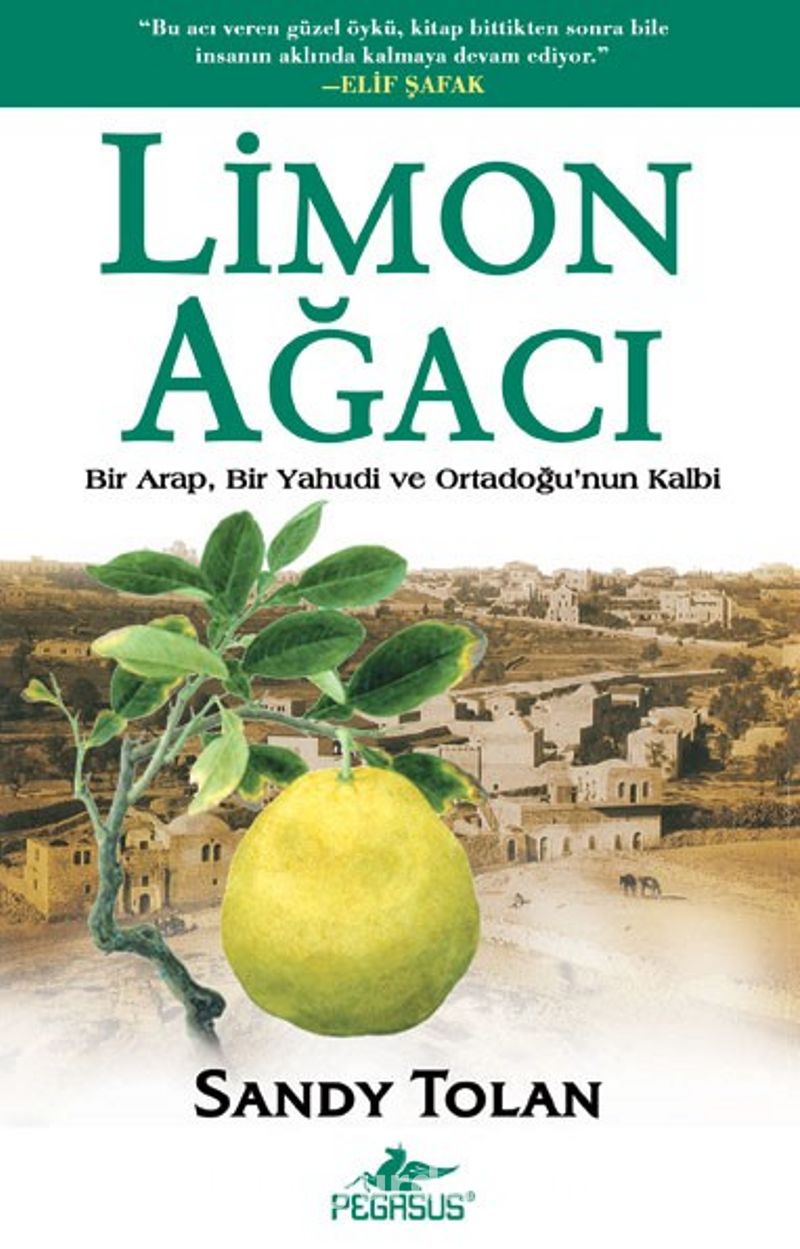 “Bu acı veren güzel öykü, kitap bittikten sonra bile
insanın aklında kalmaya devam ediyor.”
—ELİF ŞAFAK
LİMON
AĞACI
Bir Arap, Bir Yahudi ve Ortadoğu’nun Kalbi
SANDY TOLAN
PEGASUS®